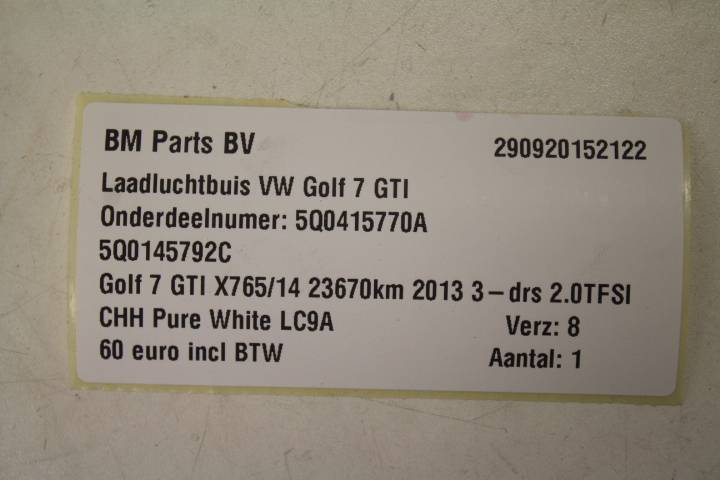 BM Parts BV 290920152122
Laadluchtbuis VW Golf 7 GTI
Onderdeelnumer: 5Q0415770A
5Q0145792C
Golf 7 GTI X765/14 23670km 2013 3-drs 2.0TFSI
CHH Pure White LC9A Verz: 8
60 euro incl BTW Aantal: 1